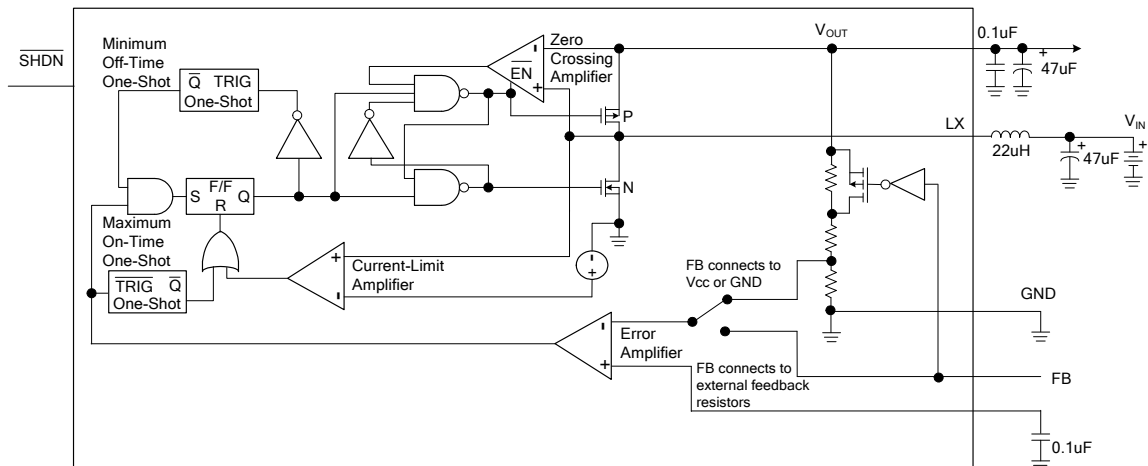 SHDN
Minimum
Off-Time
One-Shot
Q TRIG
One-Shot
Zero
Crossing
Amplifier
EN
-
+
P
N
VOUT
0.1uF
+
47uF
LX
22uH
+
47uF
VIN
+
S F/F Q
R
Maximum
On-Time
One-Shot
TRIG Q
One-Shot
+
Current-Limit
Amplifier
-
-
+
FB connects to
Vcc or GND
GND
-
Error
Amplifier
+
FB connects to
external feedback
resistors
FB
0.1uF